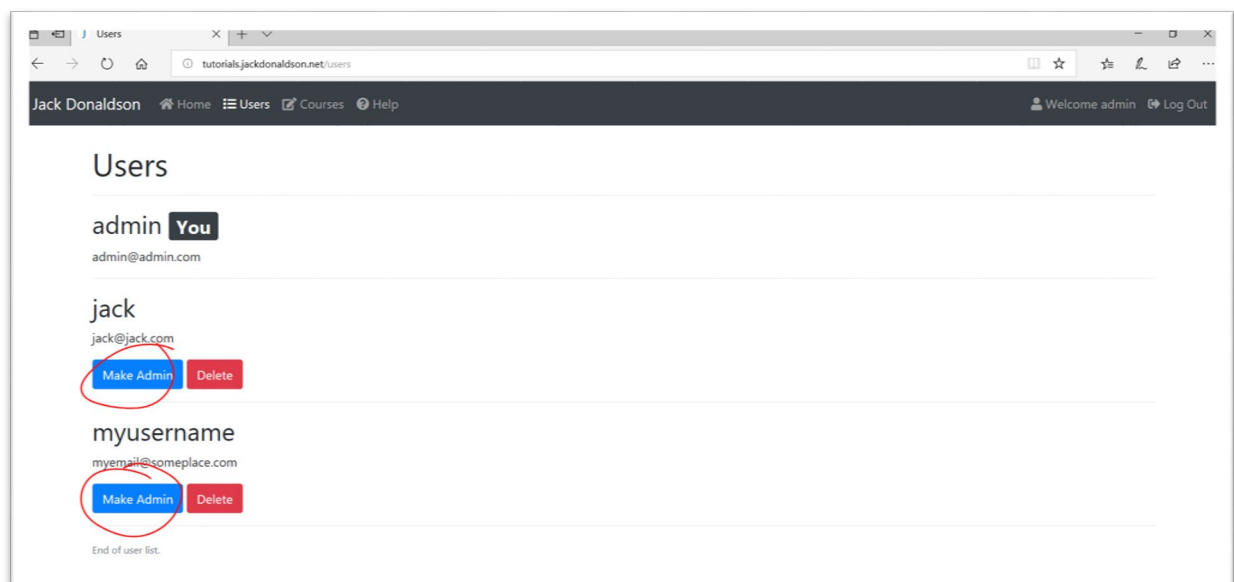 Users
tutorials.jackdonaldson.net/users
Jack Donaldson Home Users Courses Help Welcome admin Log Out
Users
admin You
admin@admin.com
jack
jack@jack.com
Make Admin Delete
myusername
myemail@someplace.com
Make Admin Delete
End of user list.